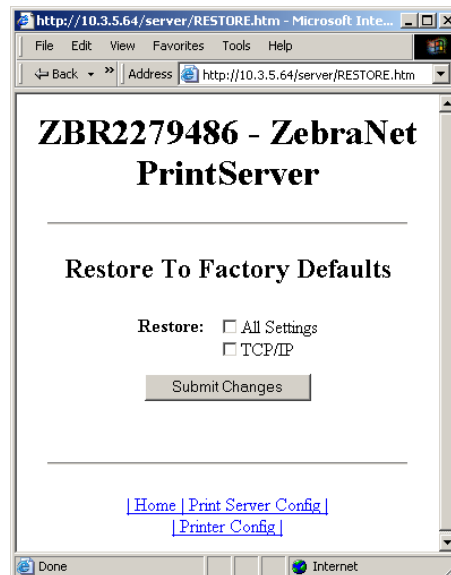 http://10.3.5.64/server/RESTORE.htm - Microsoft Inte...
File Edit View Favorites Tools Help
Back » Address http://10.3.5.64/server/RESTORE.htm
ZBR2279486 - ZebraNet
PrintServer
Restore To Factory Defaults
Restore: All Settings
TCP/IP
Submit Changes
| Home | Print Server Config |
| Printer Config |
Done Internet